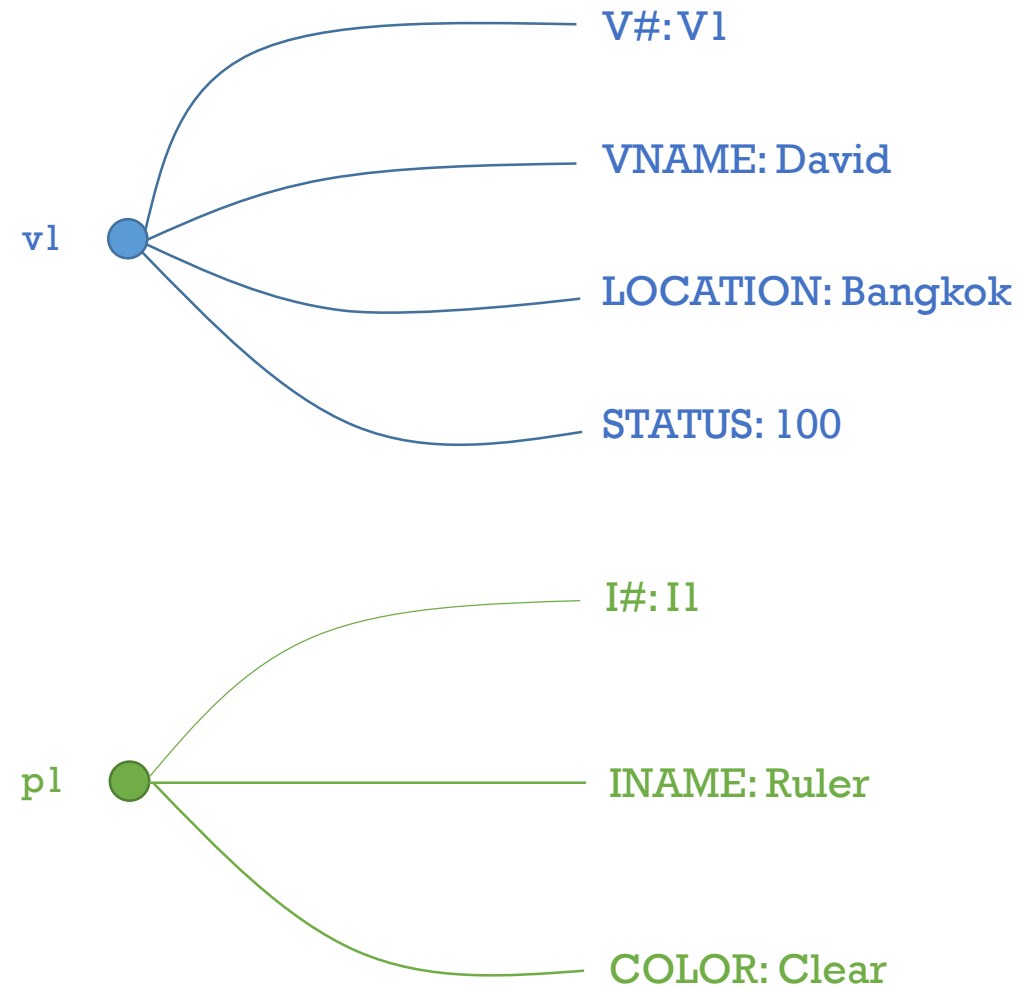 V#: V1
VNAME: David
v1
LOCATION: Bangkok
STATUS: 100
I#: I1
p1
INAME: Ruler
COLOR: Clear